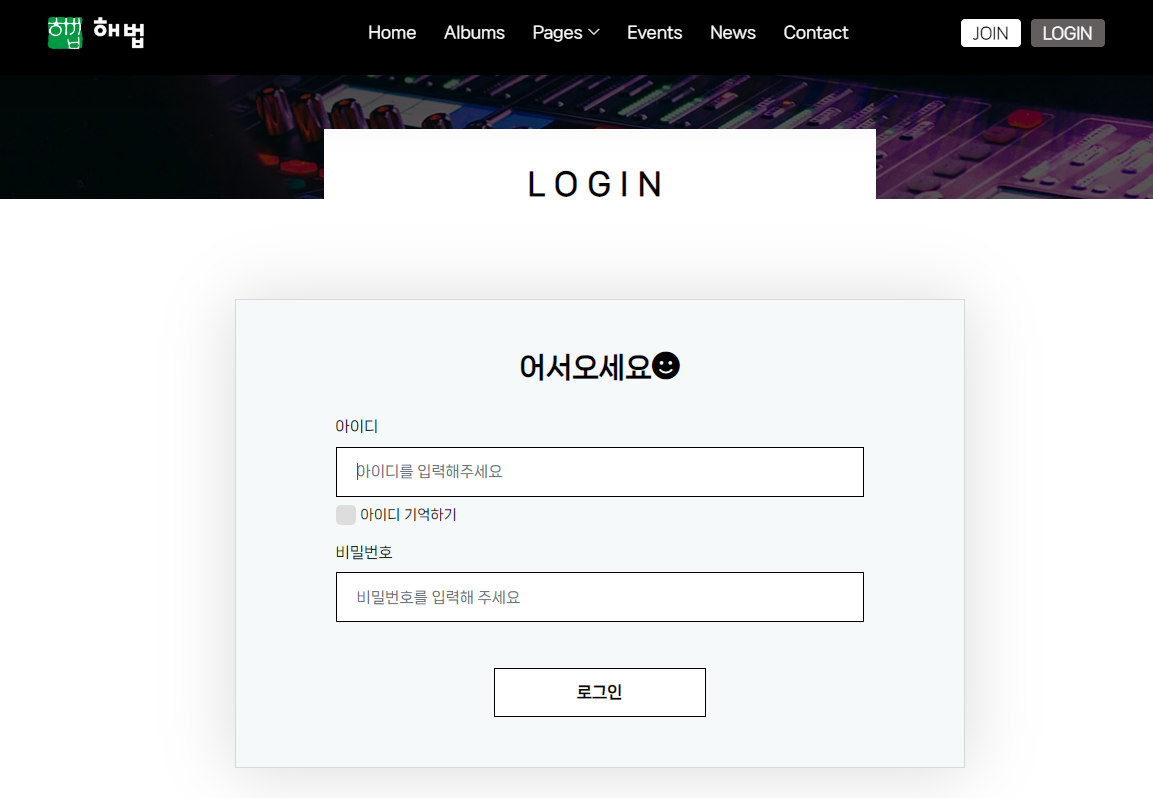 햅 해법
Home Albums Pages Events News Contact JOIN LOGIN
LOGIN
어서오세요
아이디
아이디를 입력해주세요
아이디 기억하기
비밀번호
비밀번호를 입력해 주세요
로그인